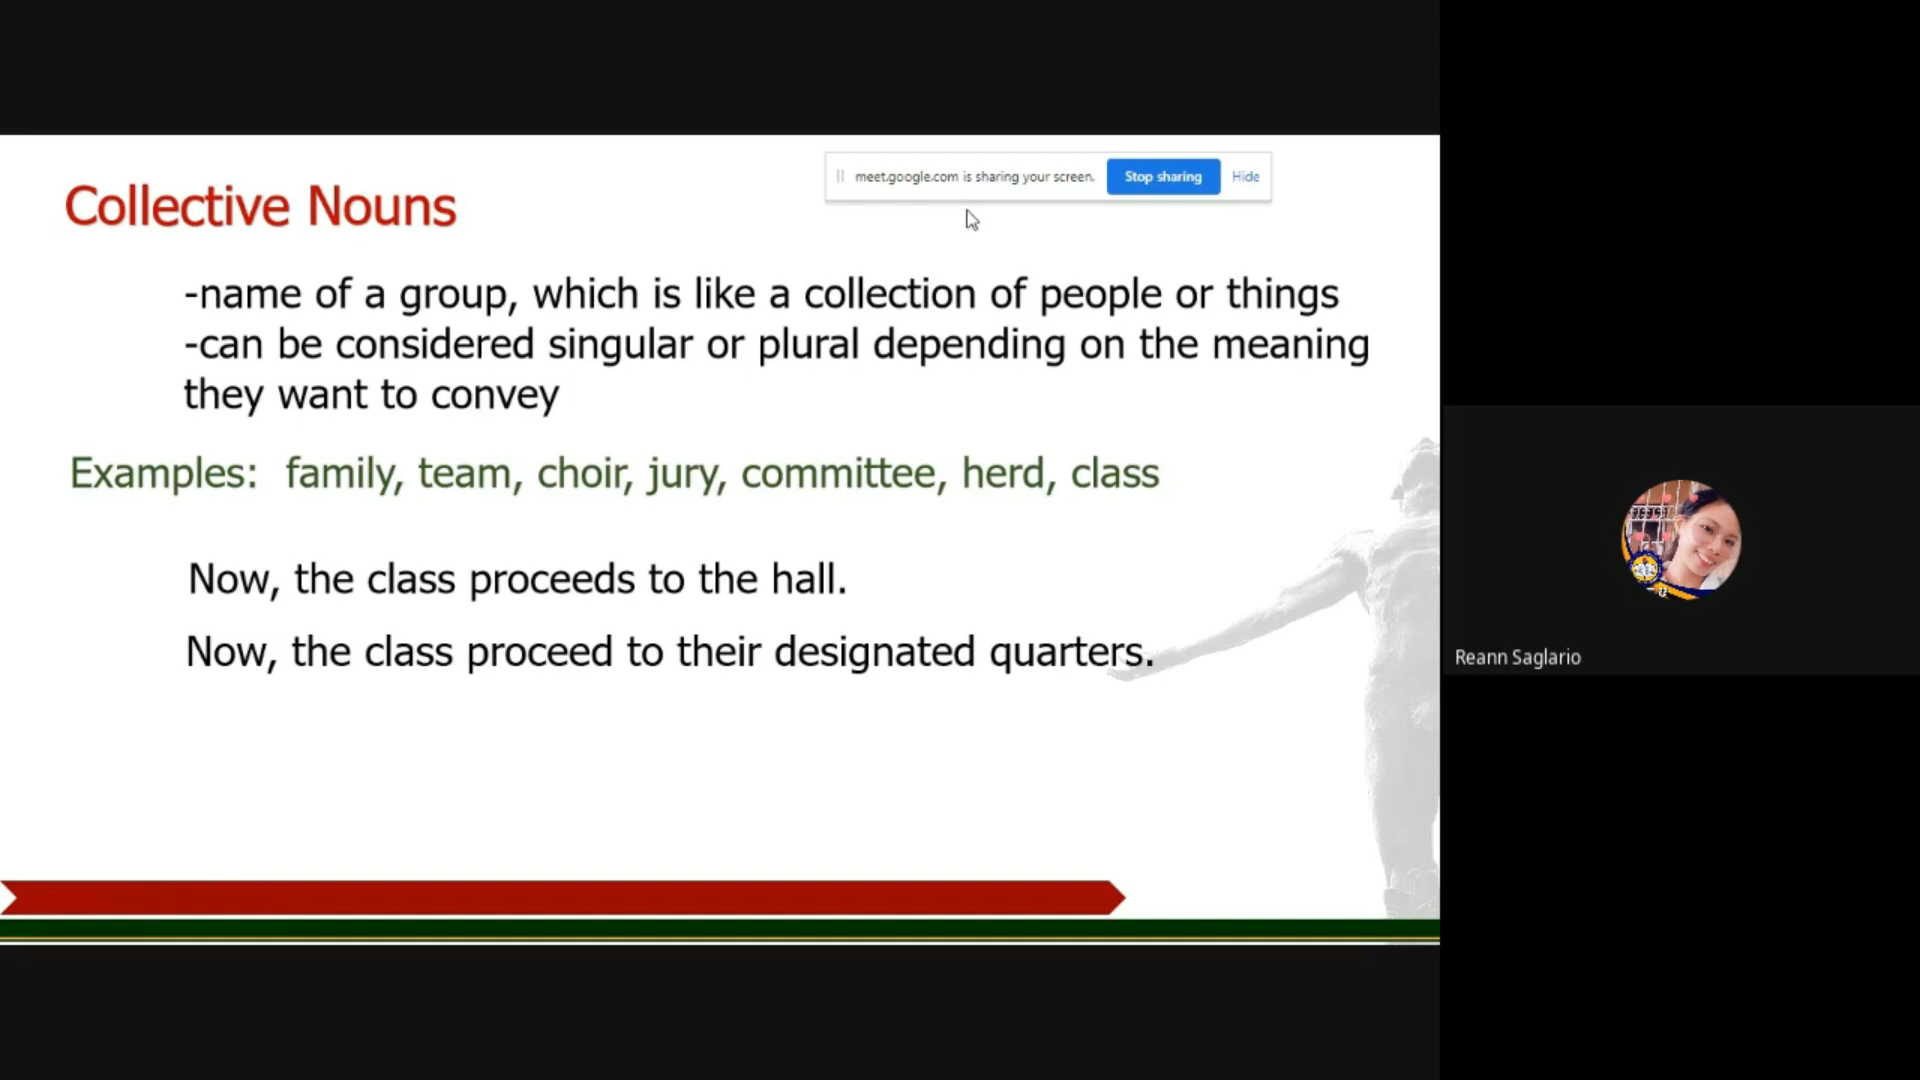 Collective Nouns
meet.google.com is sharing your screen. Stop sharing Hide
-name of a group, which is like a collection of people or things
-can be considered singular or plural depending on the meaning
they want to convey
Examples: family, team, choir, jury, committee, herd, class
Now, the class proceeds to the hall.
Now, the class proceed to their designated quarters.
Reann Saglario